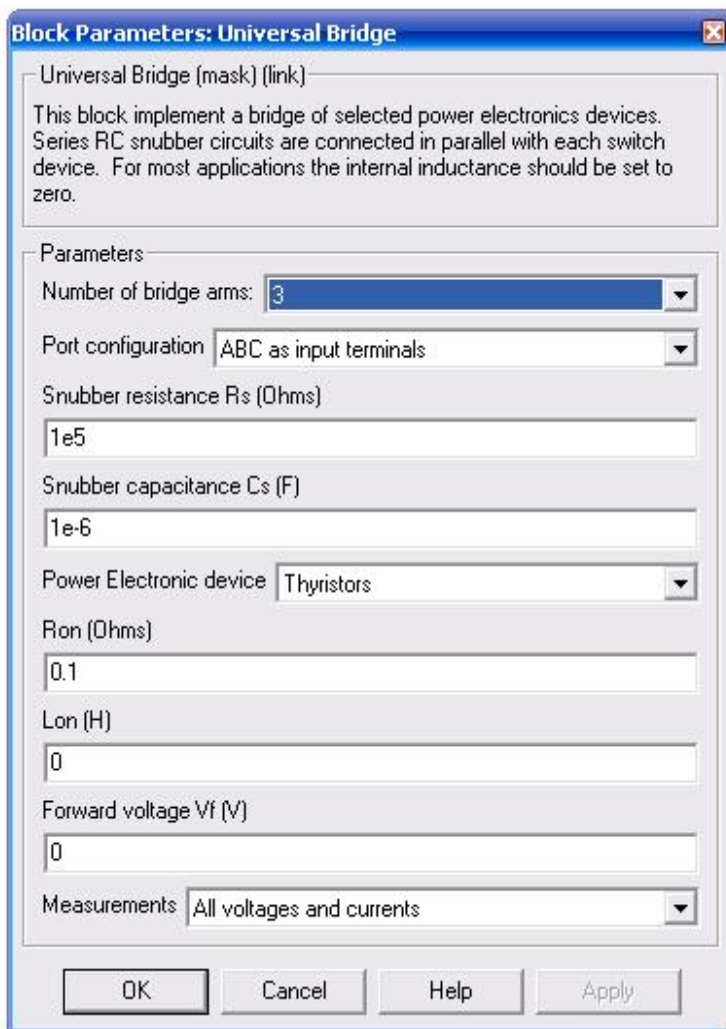 Block Parameters: Universal Bridge
Universal Bridge (mask) (link)
This block implement a bridge of selected power electronics devices.
Series RC snubber circuits are connected in parallel with each switch
device. For most applications the internal inductance should be set to
zero.
Parameters
Number of bridge arms: 3
Port configuration ABC as input terminals
Snubber resistance Rs (Ohms)
1e5
Snubber capacitance Cs (F)
1e-6
Power Electronic device Thyristors
Ron (Ohms)
0.1
Lon (H)
0
Forward voltage Vf (V)
0
Measurements All voltages and currents
OK Cancel Help Apply